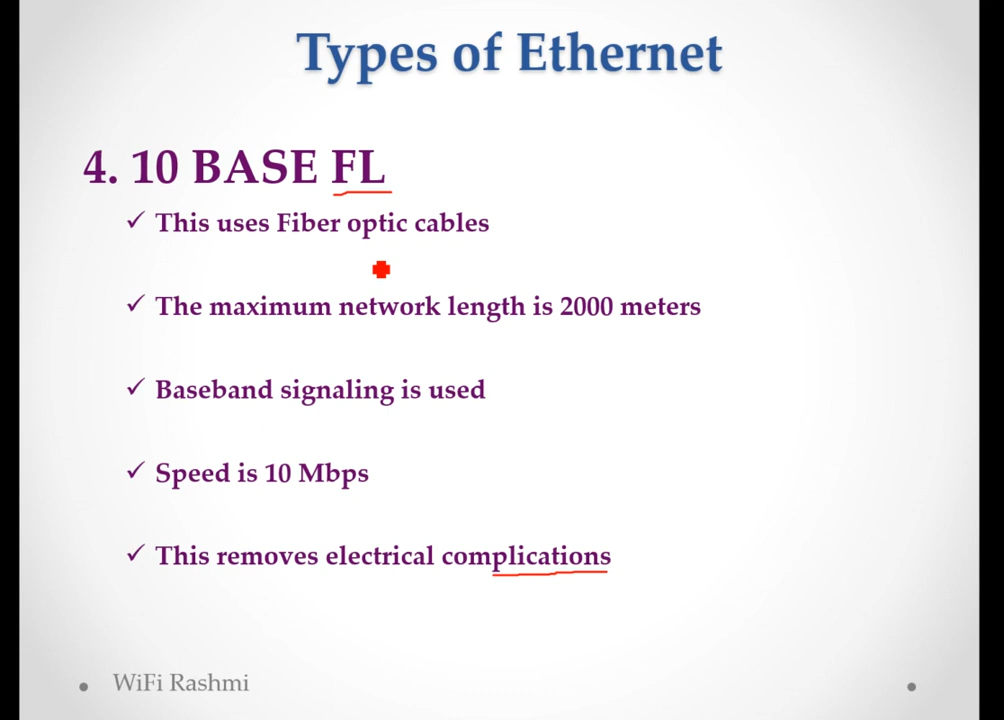 Types of Ethernet
4. 10 BASE FL
✓ This uses Fiber optic cables
✓ The maximum network length is 2000 meters
✓ Baseband signaling is used
✓ Speed is 10 Mbps
✓ This removes electrical complications
• WiFi Rashmi •